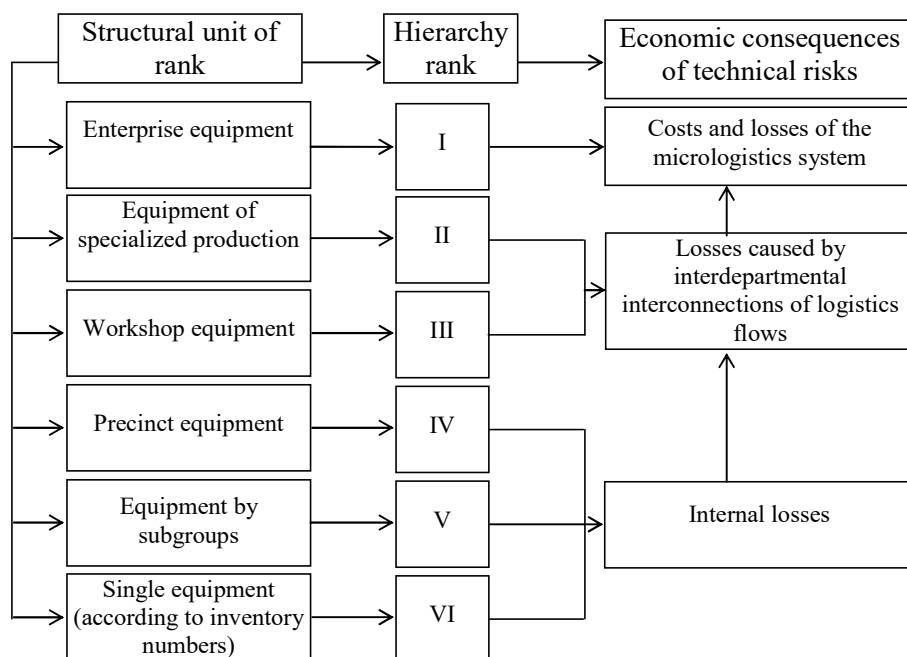 Structural unit of
rank
Hierarchy
rank
Economic consequences
of technical risks
Enterprise equipment
I
Costs and losses of the
micrologistics system
Equipment of
specialized production
II
Losses caused by
interdepartmental
interconnections of logistics
flows
Workshop equipment
III
Precinct equipment
IV
Equipment by
subgroups
V
Internal losses
Single equipment
(according to inventory
numbers)
VI